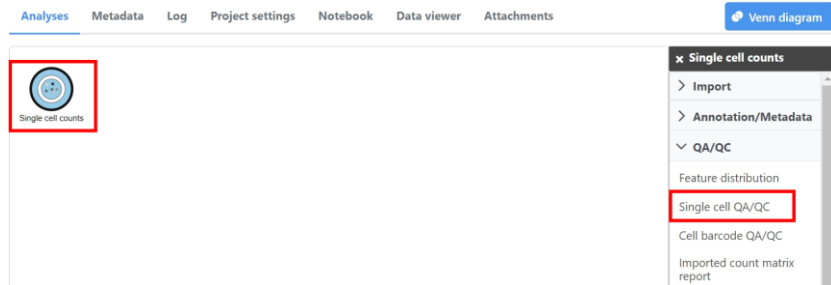 Analyses Metadata Log Project settings Notebook Data viewer Attachments Venn diagram
Single cell counts
x Single cell counts
Import
Annotation/Metadata
QA/QC
Feature distribution
Single cell QA/QC
Cell barcode QA/QC
Imported count matrix
report